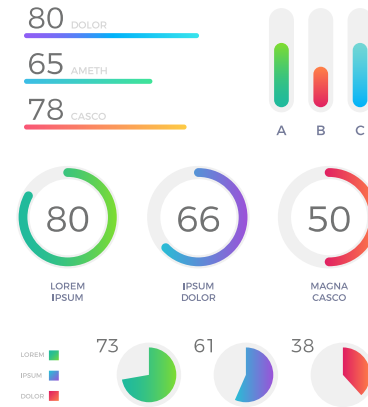 80 DOLOR
65 AMETH
78 CASCO
A B C
80 66 50
LOREM IPSUM MAGNA
IPSUM DOLOR CASCO
73 61 38
LOREM
IPSUM
DOLOR